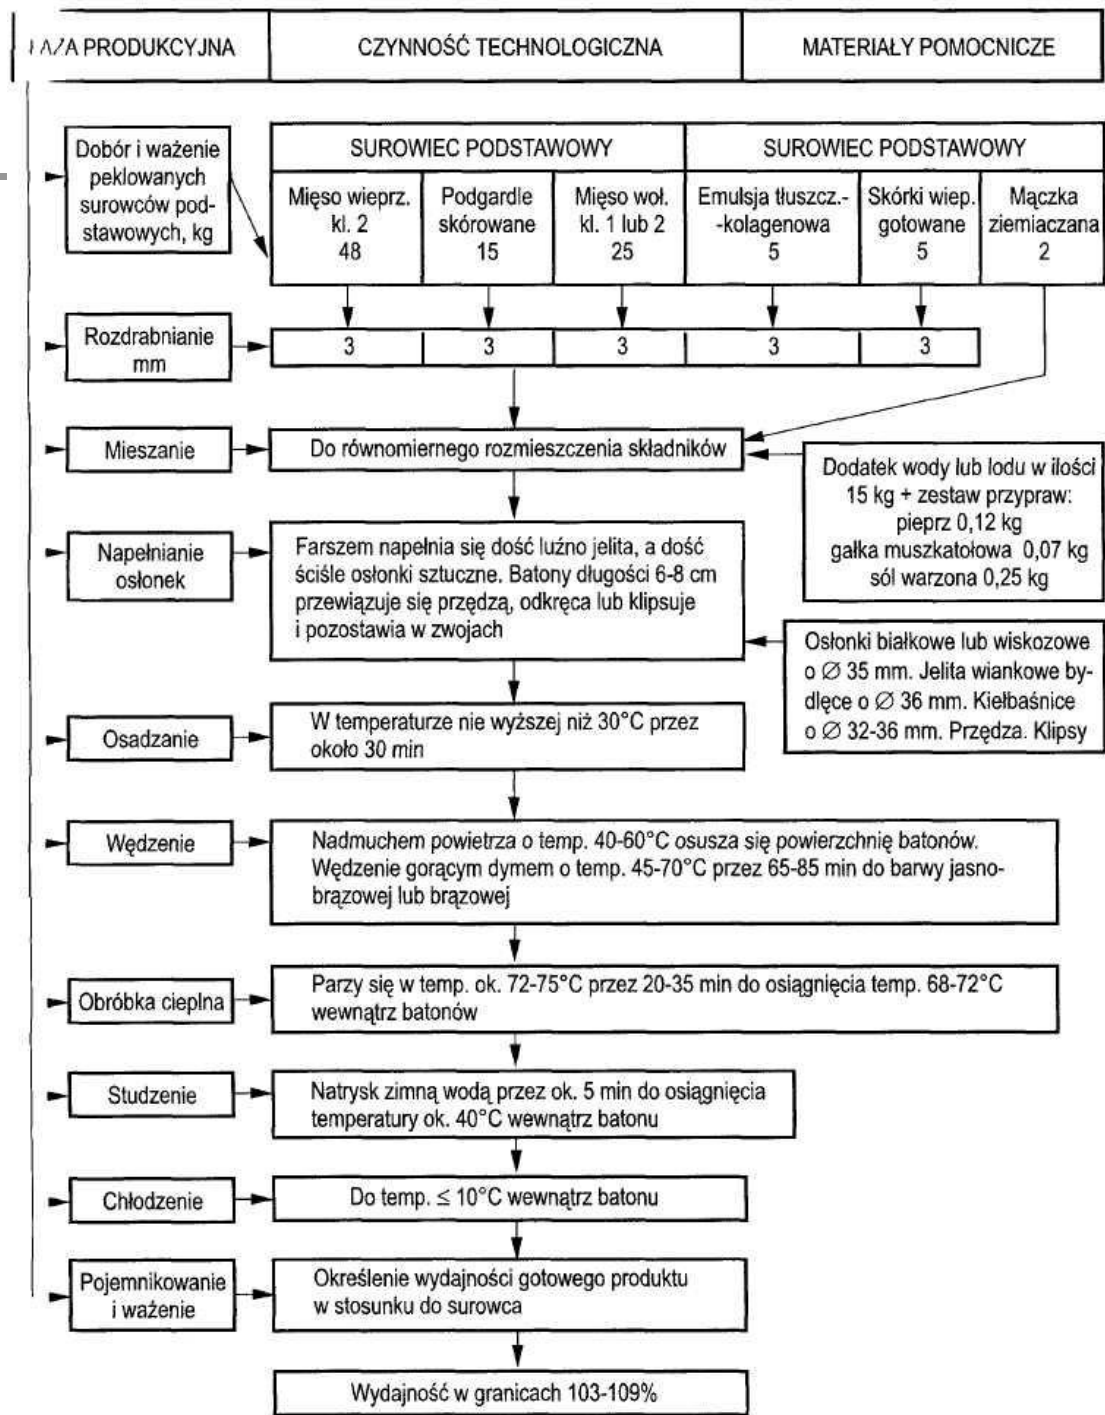 AZA PRODUKCYJNA
CZYNNOŚĆ TECHNOLOGICZNA
MATERIAŁY POMOCNICZE
Dobór i ważenie
peklowanych
surowców pod-
stawowych, kg
SUROWIEC PODSTAWOWY
SUROWIEC PODSTAWOWY
Mięso wieprz.
kl. 2
48
Podgardle
skórowane
15
Mięso woł.
kl. 1 lub 2
25
Emulsja tłuszcz.-
-kolagenowa
5
Skórki wiep.
gotowane
5
Mączka
ziemiaczana
2
Rozdrabnianie
mm
3
3
3
3
3
Mieszanie
Do równomiernego rozmieszczenia składników
Dodatek wody lub lodu w ilości
15 kg + zestaw przypraw:
pieprz 0,12 kg
gałka muszkatołowa 0,07 kg
sól warzona 0,25 kg
Napełnianie
osłonek
Farszem napełnia się dość luźno jelita, a dość
ściśle osłonki sztuczne. Batony długości 6-8 cm
przewiązuje się przędzą, odkręca lub klipsuje
i pozostawia w zwojach
Osłonki białkowe lub wiskozowe
o Ø 35 mm. Jelita wiankowe by-
dlęce o Ø 36 mm. Kiełbaśnice
o Ø 32-36 mm. Przędza. Klipsy
Osadzanie
W temperaturze nie wyższej niż 30°C przez
około 30 min
Wędzenie
Nadmuchem powietrza o temp. 40-60°C osusza się powierzchnię batonów.
Wędzenie gorącym dymem o temp. 45-70°C przez 65-85 min do barwy jasno-
brązowej lub brązowej
Obróbka cieplna
Parzy się w temp. ok. 72-75°C przez 20-35 min do osiągnięcia temp. 68-72°C
wewnątrz batonów
Studzenie
Natrysk zimną wodą przez ok. 5 min do osiągnięcia
temperatury ok. 40°C wewnątrz batonu
Chłodzenie
Do temp. ≤ 10°C wewnątrz batonu
Pojemnikowanie
i ważenie
Określenie wydajności gotowego produktu
w stosunku do surowca
Wydajność w granicach 103-109%